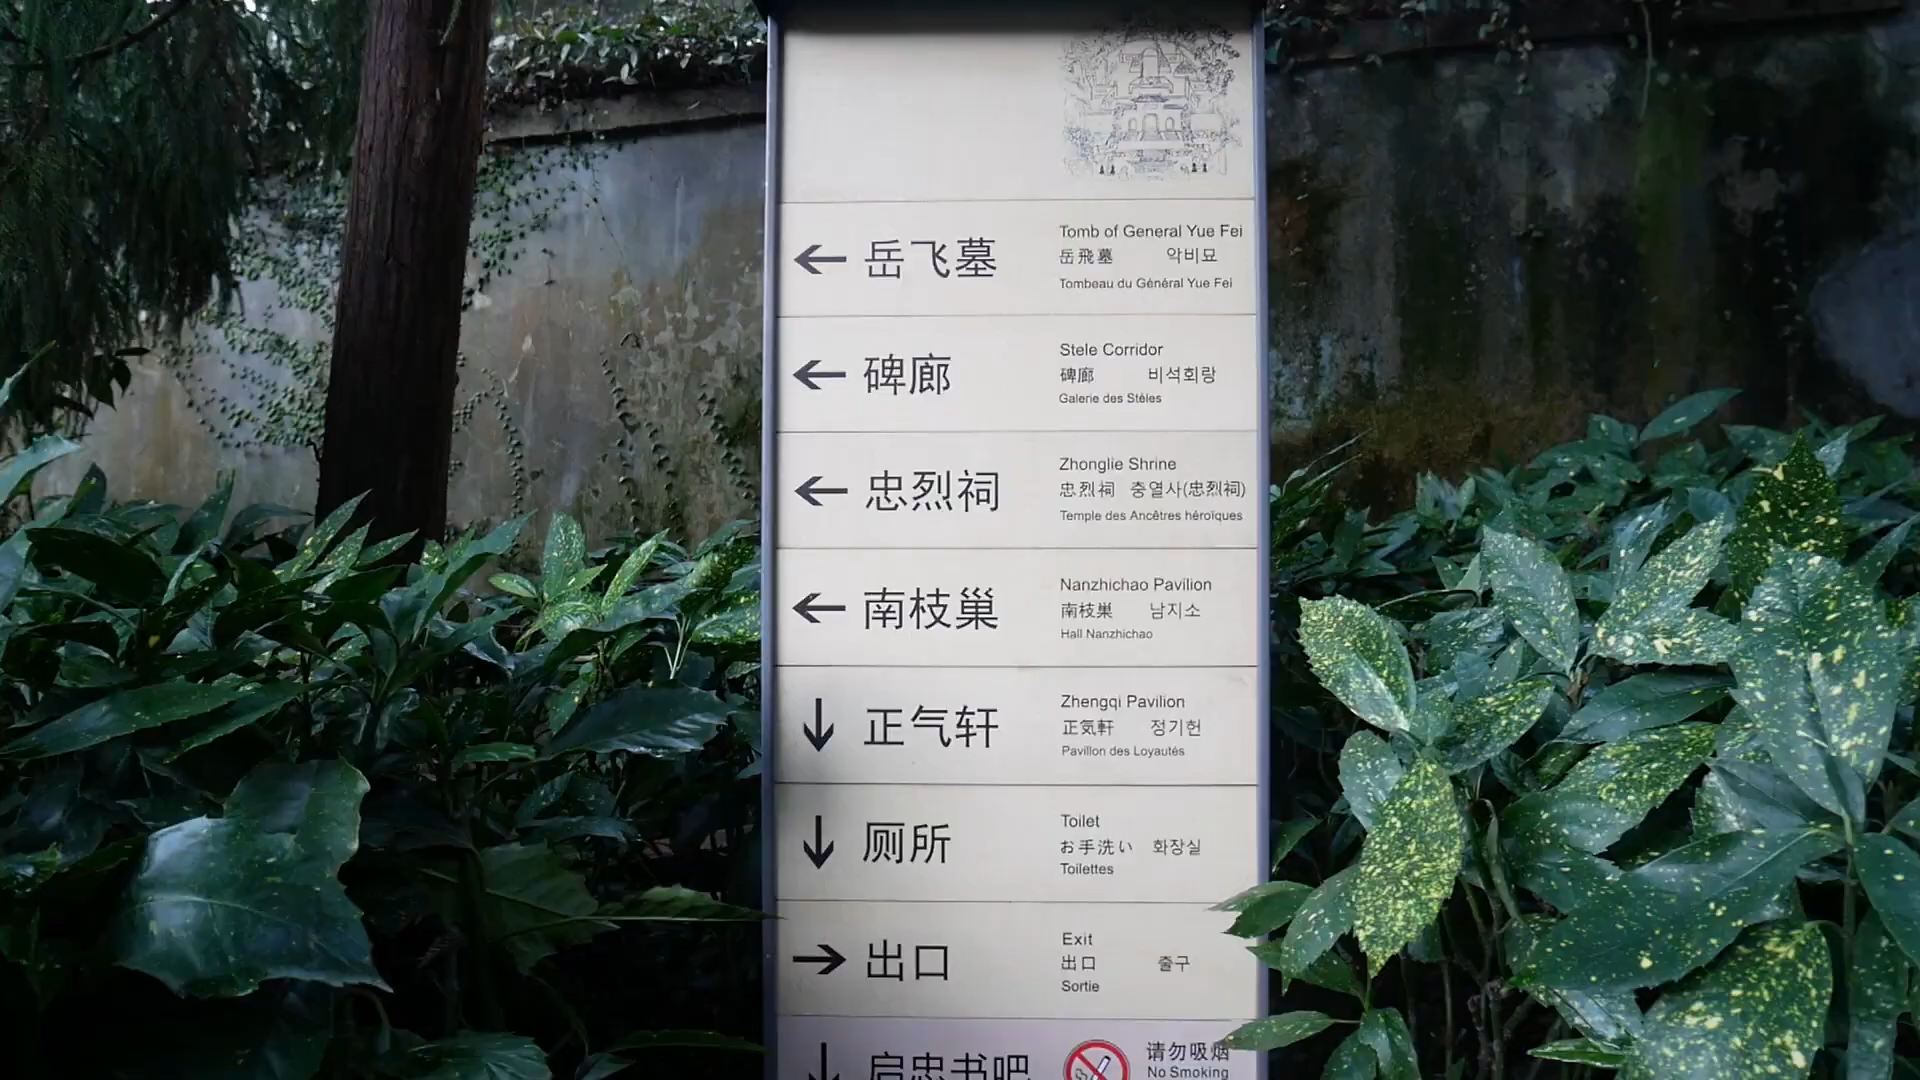 ← 岳飞墓
Tomb of General Yue Fei
岳飛墓 악비묘
Tombeau du Général Yue Fei
← 碑廊
Stele Corridor
碑廊 비석회랑
Galerie des Stèles
← 忠烈祠
Zhonglie Shrine
忠烈祠 충열사(忠烈祠)
Temple des Ancêtres héroïques
← 南枝巢
Nanzhichao Pavilion
南枝巣 남지소
Hall Nanzhichao
↓ 正气轩
Zhengqi Pavilion
正気軒 정기헌
Pavillon des Loyautés
↓ 厕所
Toilet
お手洗い 화장실
Toilettes
→ 出口
Exit
出口 출구
Sortie
↓ 启忠书吧
请勿吸烟
No Smoking